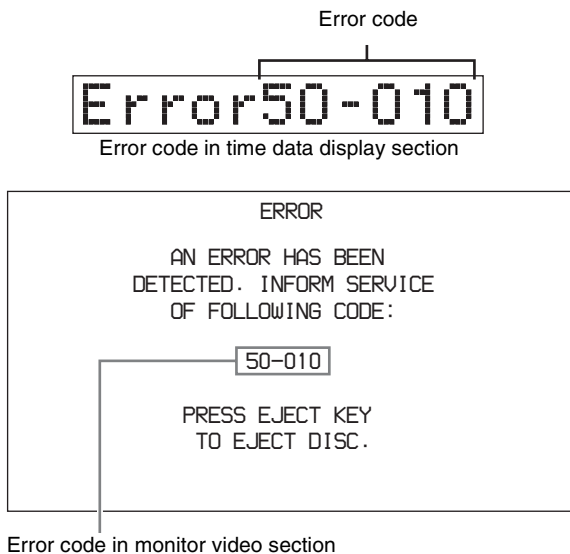 Error code
Error50-010
Error code in time data display section
ERROR
AN ERROR HAS BEEN
DETECTED. INFORM SERVICE
OF FOLLOWING CODE:
50-010
PRESS EJECT KEY
TO EJECT DISC.
Error code in monitor video section